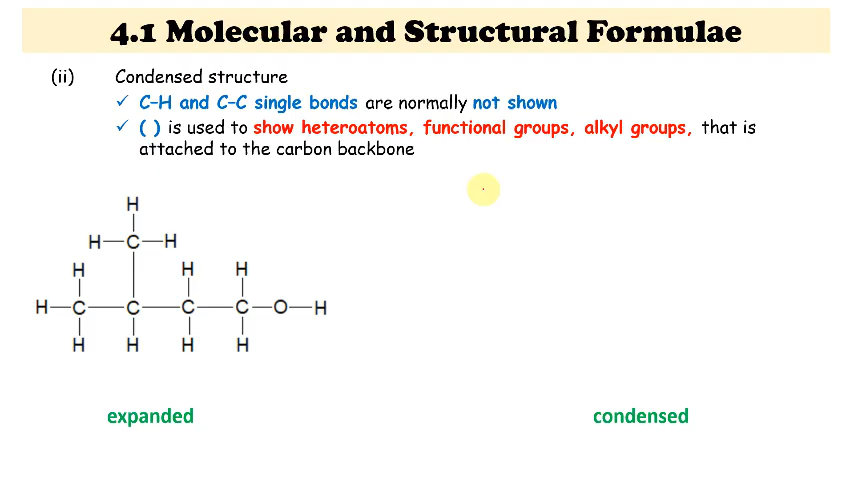 4.1 Molecular and Structural Formulae
(ii) Condensed structure
✓ C–H and C–C single bonds are normally not shown
✓ ( ) is used to show heteroatoms, functional groups, alkyl groups, that is
attached to the carbon backbone
H
H—C—H
H H H
H—C—C—C—C—O—H
H H H H
expanded condensed